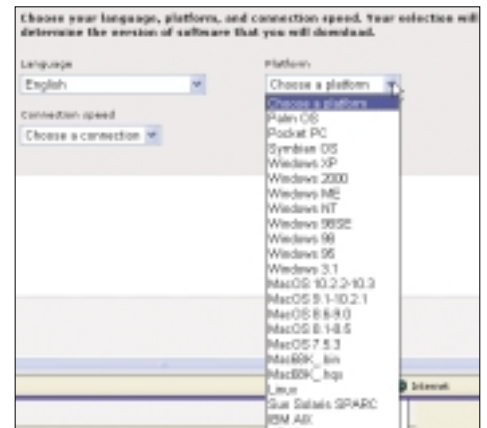 Choose your language, platform, and connection speed. Your selection will
determine the version of software that you will download.
Language
English
Platform
Choose a platform
Connection speed
Choose a connection
Choose a platform
Palm OS
Pocket PC
Symbian OS
Windows XP
Windows 2000
Windows ME
Windows NT
Windows 98SE
Windows 98
Windows 95
Windows 3.1
MacOS 10.2.2-10.3
MacOS 9.1-10.2.1
MacOS 8.6-9.0
MacOS 8.1-8.5
MacOS 7.5.3
Mac68K_bin
Mac68K_hqx
Linux
Sun Solaris SPARC
IBM AIX
Internet